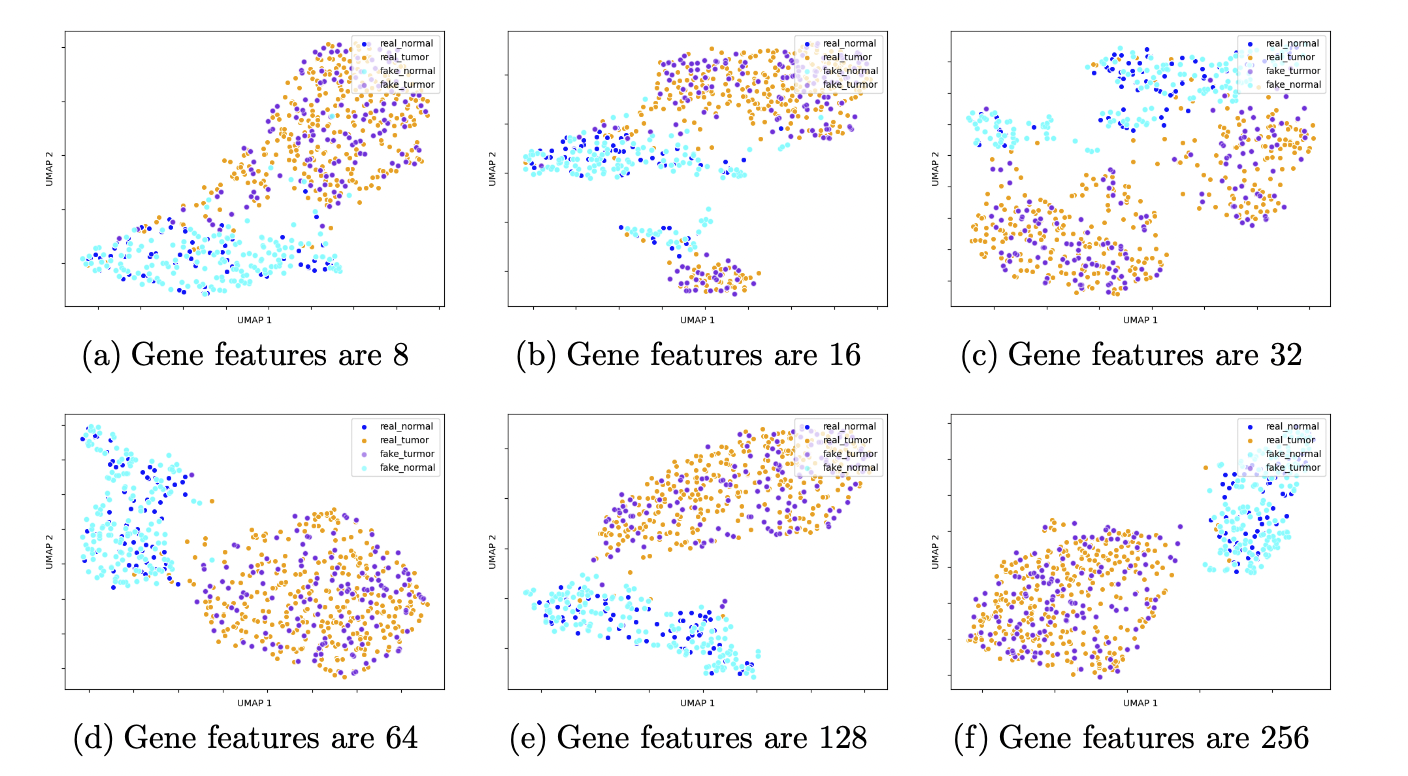 real_normal
real_tumor
fake_normal
fake_turmor
UMAP 2
UMAP 1
(a) Gene features are 8
real_normal
real_tumor
fake_normal
fake_turmor
UMAP 2
UMAP 1
(b) Gene features are 16
real_normal
real_tumor
fake_turmor
fake_normal
UMAP 2
UMAP 1
(c) Gene features are 32
real_normal
real_tumor
fake_turmor
fake_normal
UMAP 2
UMAP 1
(d) Gene features are 64
real_normal
real_tumor
fake_turmor
fake_normal
UMAP 2
UMAP 1
(e) Gene features are 128
real_normal
real_tumor
fake_normal
fake_turmor
UMAP 2
UMAP 1
(f) Gene features are 256